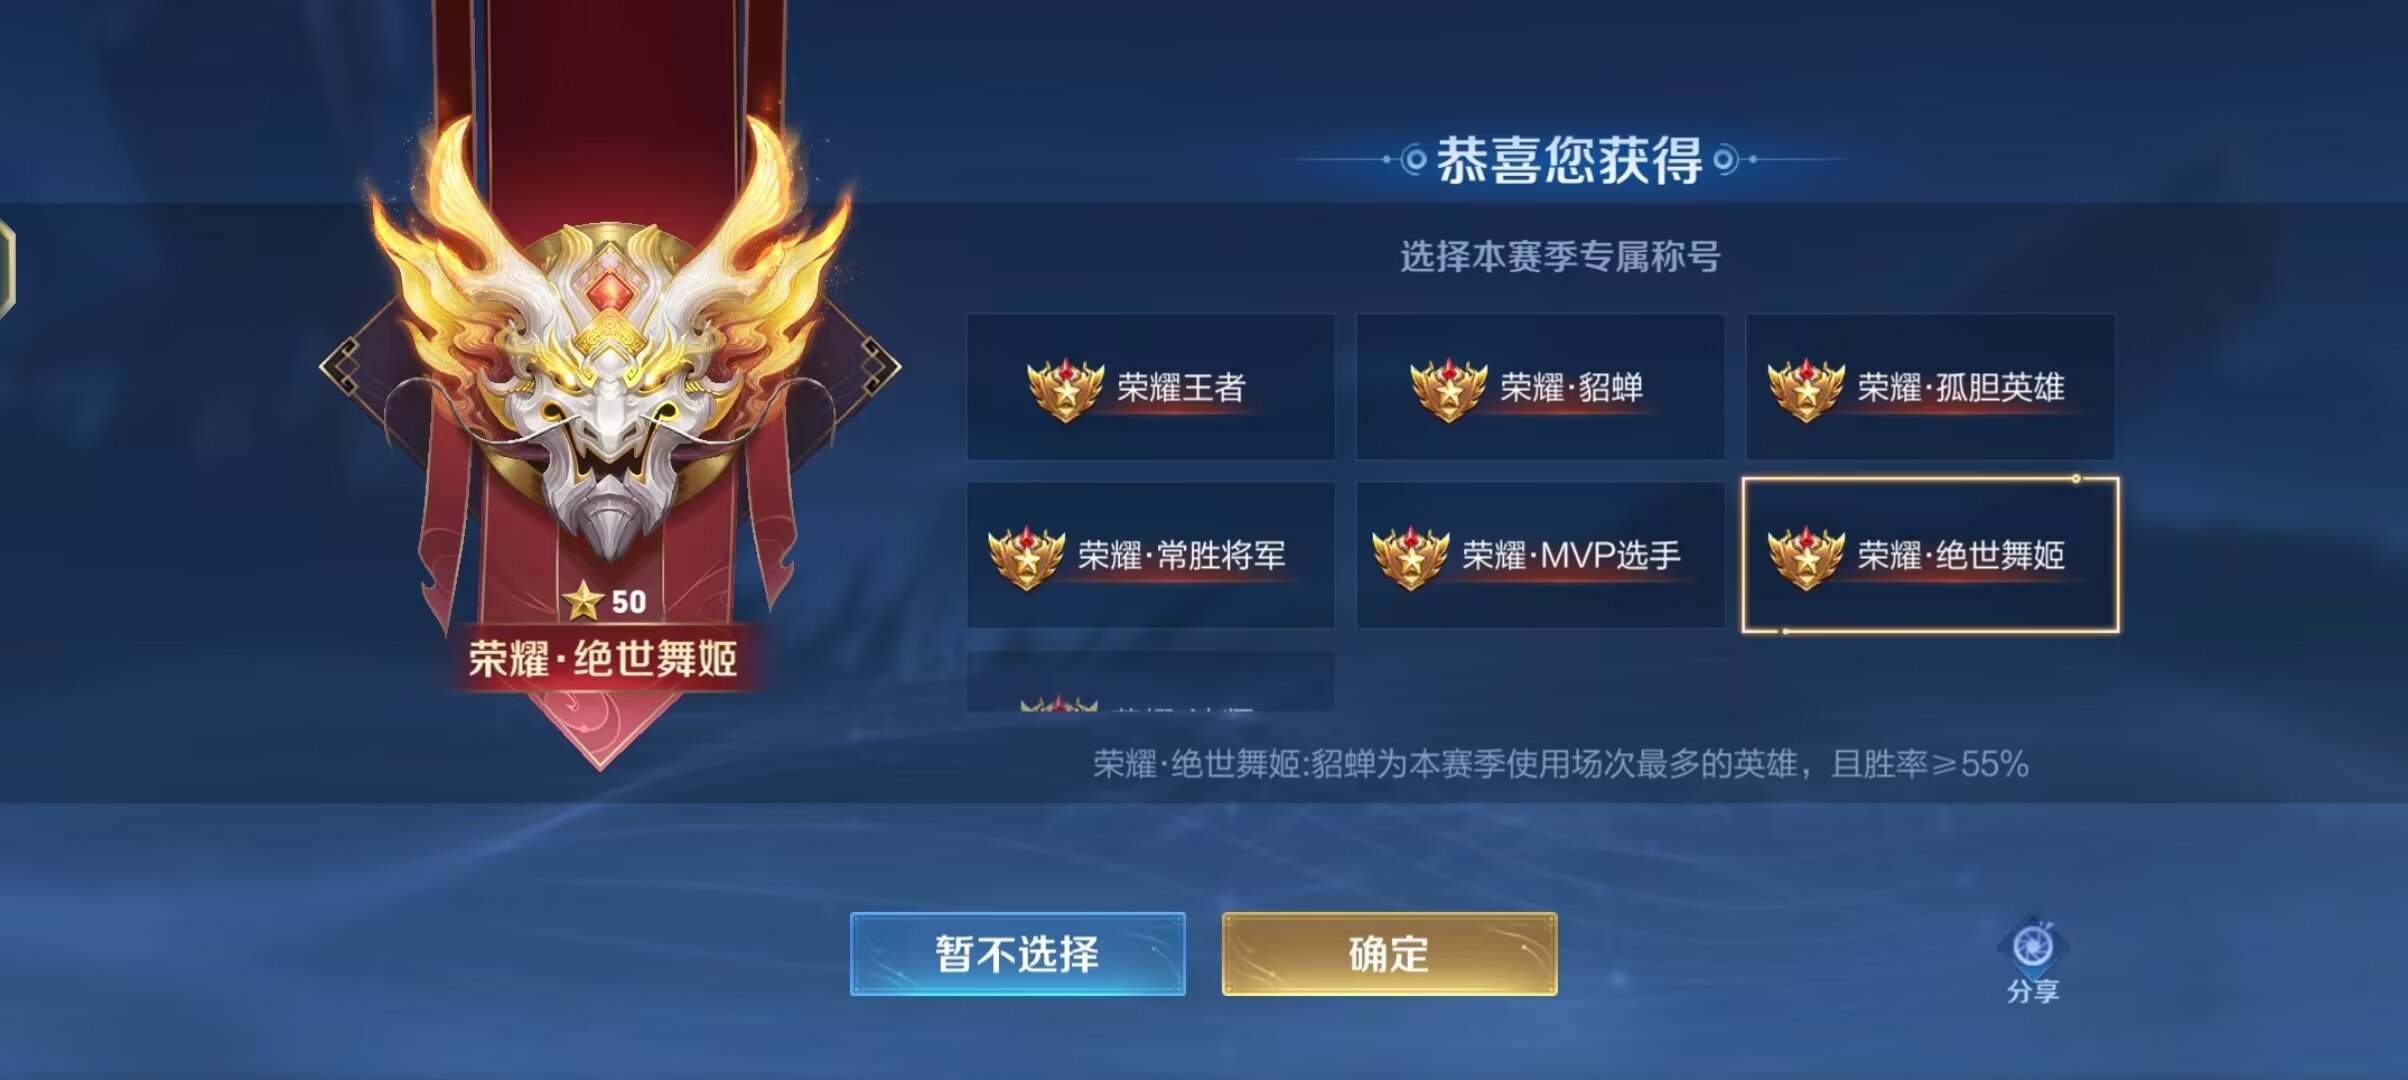 恭喜您获得
选择本赛季专属称号
荣耀王者
荣耀·貂蝉
荣耀·孤胆英雄
荣耀·常胜将军
荣耀·MVP选手
荣耀·绝世舞姬
50
荣耀·绝世舞姬
荣耀·绝世舞姬:貂蝉为本赛季使用场次最多的英雄，且胜率≥55%
暂不选择
确定
分享